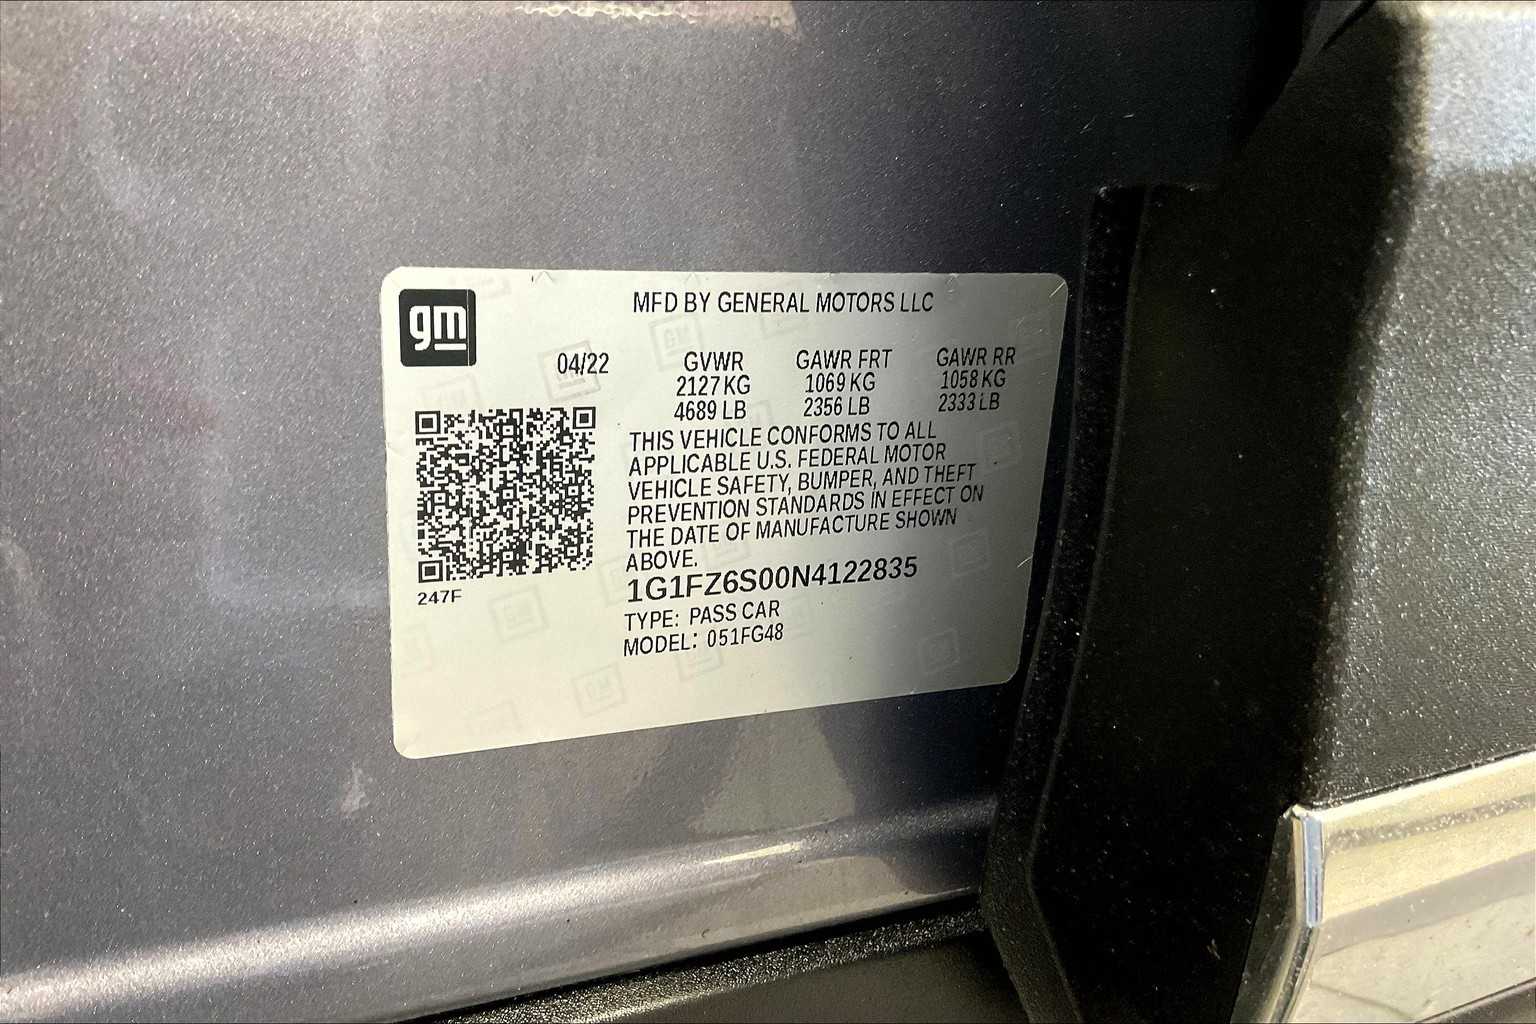 gm
MFD BY GENERAL MOTORS LLC
04/22
GVWR GAWR FRT GAWR RR
2127 KG 1069 KG 1058 KG
4689 LB 2356 LB 2333 LB
THIS VEHICLE CONFORMS TO ALL
APPLICABLE U.S. FEDERAL MOTOR
VEHICLE SAFETY, BUMPER, AND THEFT
PREVENTION STANDARDS IN EFFECT ON
THE DATE OF MANUFACTURE SHOWN
ABOVE.
247F
1G1FZ6S00N4122835
TYPE: PASS CAR
MODEL: 051FG48